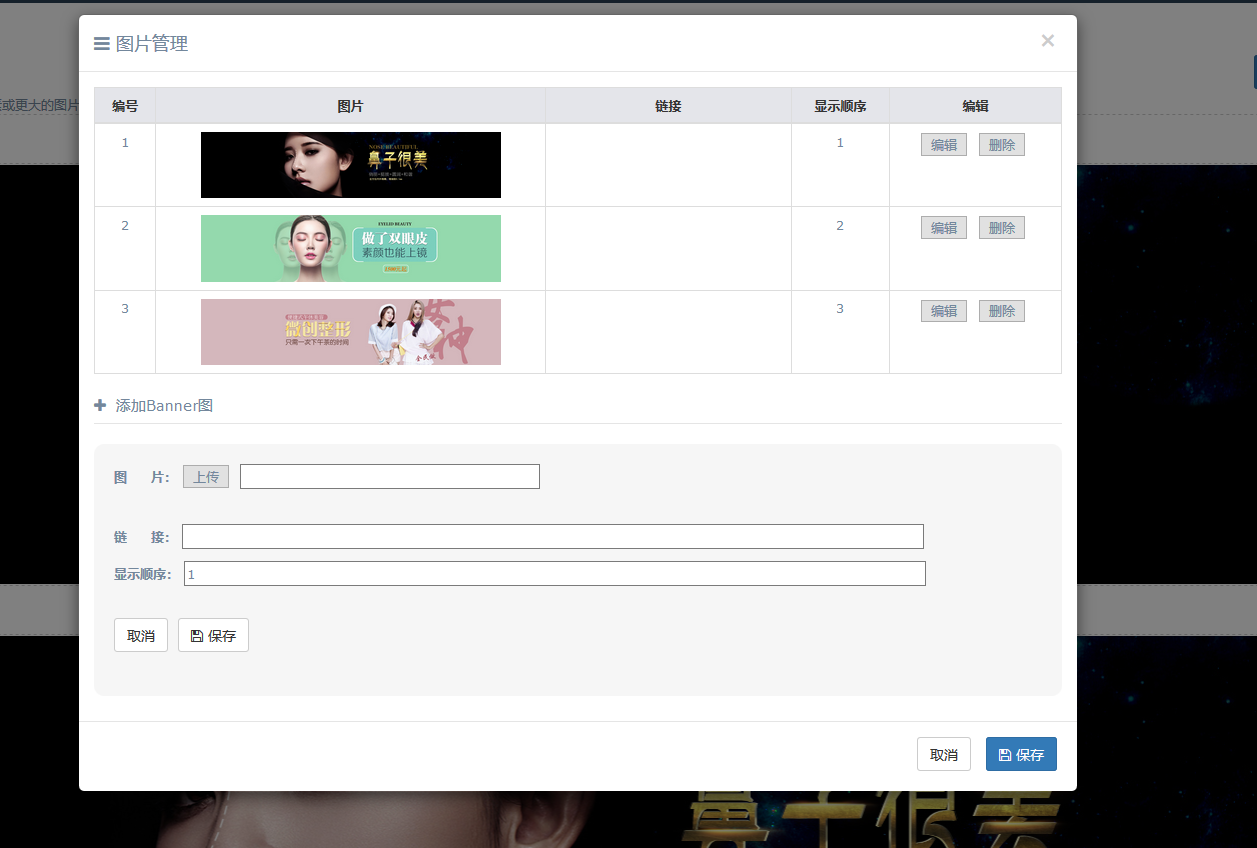 图片管理
×
或更大的图片
编号 图片 链接 显示顺序 编辑
1 1 编辑 删除
NOSE BEAUTIFUL
鼻子很美
2 2 编辑 删除
EYELID BEAUTY
做了双眼皮
素颜也能上镜
3 3 编辑 删除
微创整形
只需一次下午茶的时间
女神
全民做
添加Banner图
图 片: 上传
链 接:
显示顺序: 1
取消 保存
取消 保存
鼻子很美